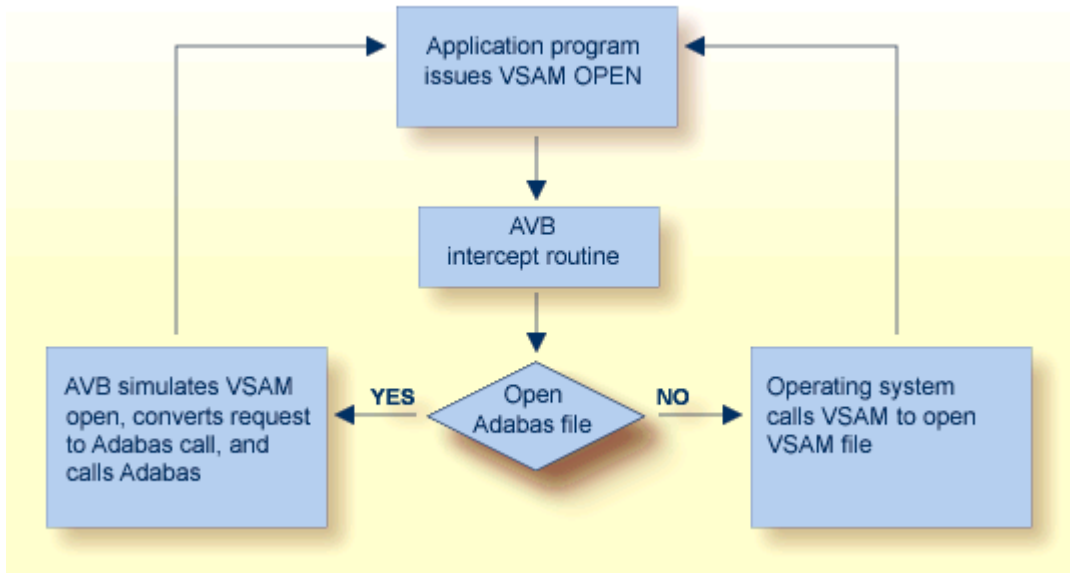 Application program
issues VSAM OPEN
AVB
intercept routine
Open
Adabas file
YES
NO
AVB simulates VSAM
open, converts request
to Adabas call, and
calls Adabas
Operating system
calls VSAM to open
VSAM file